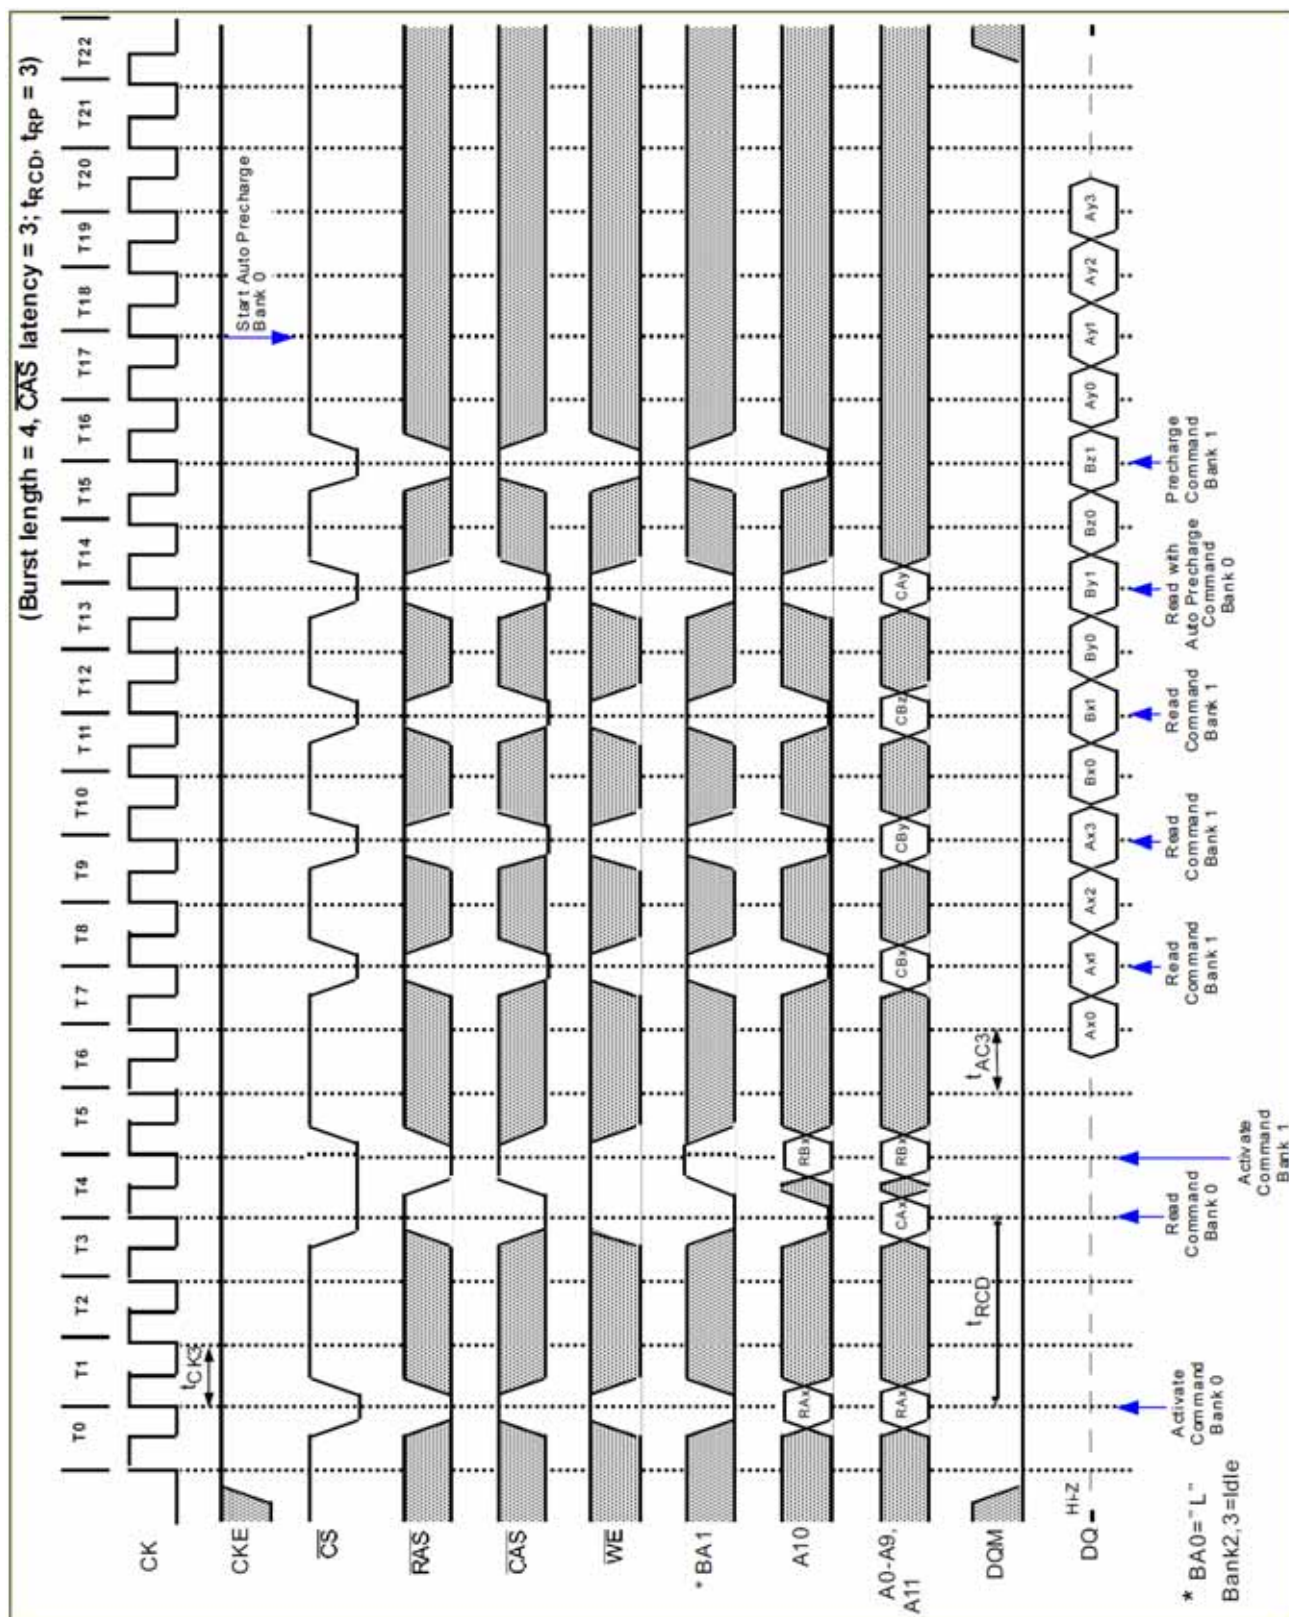 (Burst length = 4, CAS latency = 3; tRCD, tRP = 3)
T0 T1 T2 T3 T4 T5 T6 T7 T8 T9 T10 T11 T12 T13 T14 T15 T16 T17 T18 T19 T20 T21 T22
CK
tCK3
CKE
Start Auto Precharge
Bank 0
CS
RAS
CAS
WE
* BA1
A10
RAx RBx
A0-A9,
A11
RAx CAx RBx CBx CBy CBz CAy
DQM
tRCD
tAC3
DQ
Hi-Z
Ax0 Ax1 Ax2 Ax3 Bx0 Bx1 By0 By1 Bz0 Bz1 Ay0 Ay1 Ay2 Ay3
Activate
Command
Bank 0
Read
Command
Bank 0
Activate
Command
Bank 1
Read
Command
Bank 1
Read
Command
Bank 1
Read
Command
Bank 1
Read with
Auto Precharge
Command
Bank 0
Precharge
Command
Bank 1
* BA0="L"
Bank2,3=Idle